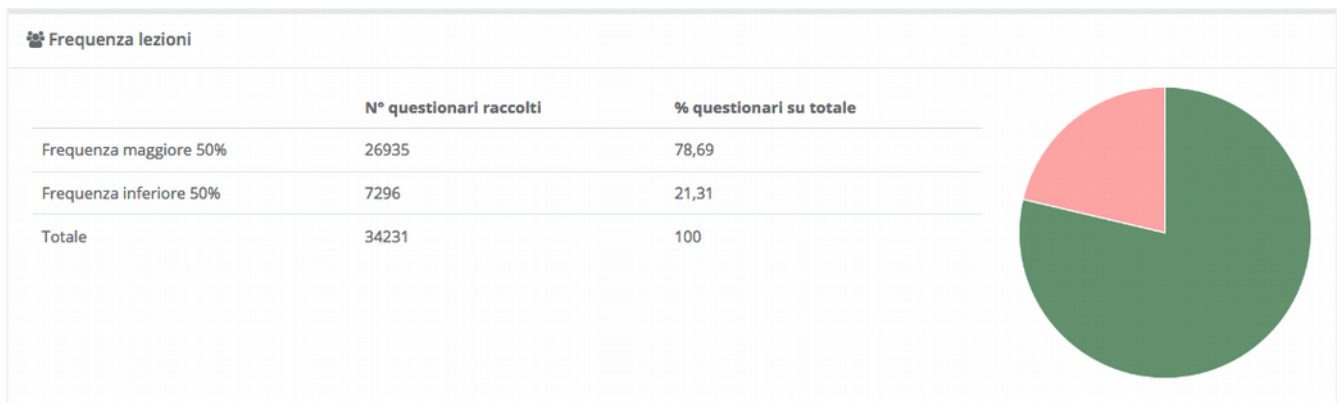 Frequenza lezioni
N° questionari raccolti % questionari su totale
Frequenza maggiore 50% 26935 78,69
Frequenza inferiore 50% 7296 21,31
Totale 34231 100